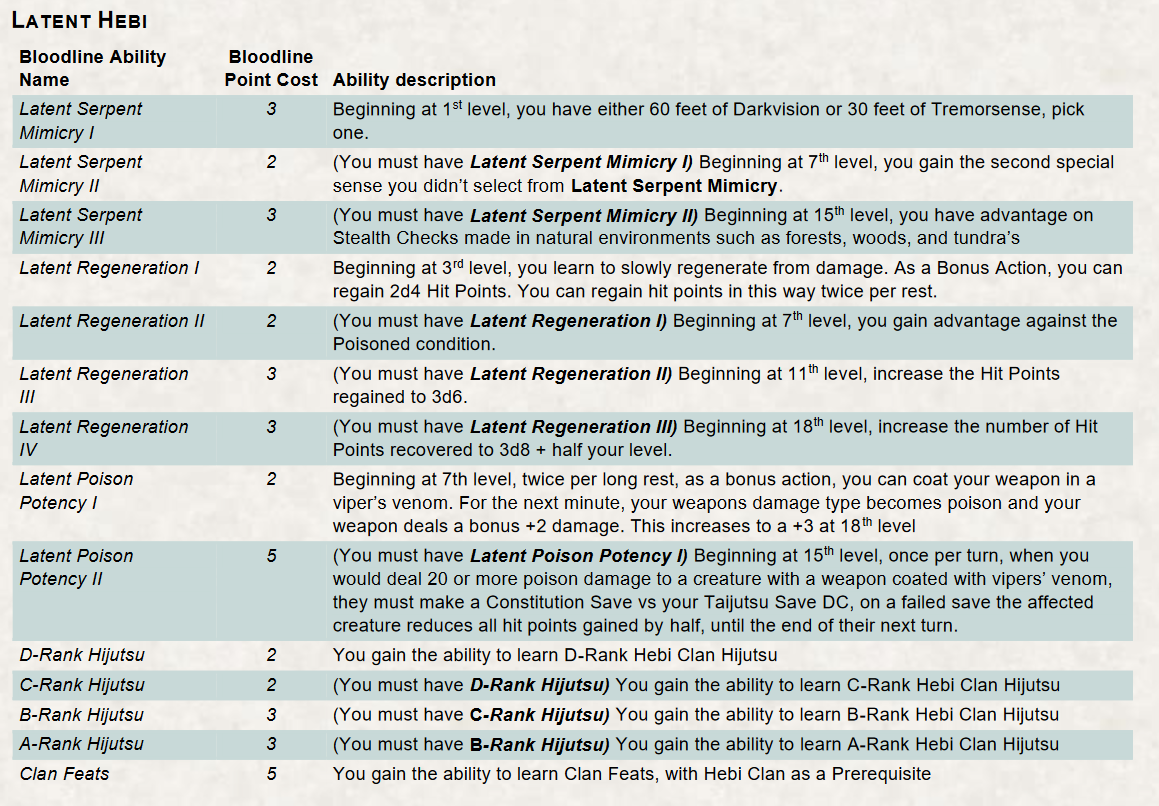 LATENT HEBI
Bloodline Ability Bloodline
Name Point Cost Ability description
Latent Serpent 3 Beginning at 1st level, you have either 60 feet of Darkvision or 30 feet of Tremorsense, pick
Mimicry I one.
Latent Serpent 2 (You must have Latent Serpent Mimicry I) Beginning at 7th level, you gain the second special
Mimicry II sense you didn’t select from Latent Serpent Mimicry.
Latent Serpent 3 (You must have Latent Serpent Mimicry II) Beginning at 15th level, you have advantage on
Mimicry III Stealth Checks made in natural environments such as forests, woods, and tundra’s
Latent Regeneration I 2 Beginning at 3rd level, you learn to slowly regenerate from damage. As a Bonus Action, you can
regain 2d4 Hit Points. You can regain hit points in this way twice per rest.
Latent Regeneration II 2 (You must have Latent Regeneration I) Beginning at 7th level, you gain advantage against the
Poisoned condition.
Latent Regeneration 3 (You must have Latent Regeneration II) Beginning at 11th level, increase the Hit Points
III regained to 3d6.
Latent Regeneration 3 (You must have Latent Regeneration III) Beginning at 18th level, increase the number of Hit
IV Points recovered to 3d8 + half your level.
Latent Poison 2 Beginning at 7th level, twice per long rest, as a bonus action, you can coat your weapon in a
Potency I viper’s venom. For the next minute, your weapons damage type becomes poison and your
weapon deals a bonus +2 damage. This increases to a +3 at 18th level
Latent Poison 5 (You must have Latent Poison Potency I) Beginning at 15th level, once per turn, when you
Potency II would deal 20 or more poison damage to a creature with a weapon coated with vipers’ venom,
they must make a Constitution Save vs your Taijutsu Save DC, on a failed save the affected
creature reduces all hit points gained by half, until the end of their next turn.
D-Rank Hijutsu 2 You gain the ability to learn D-Rank Hebi Clan Hijutsu
C-Rank Hijutsu 2 (You must have D-Rank Hijutsu) You gain the ability to learn C-Rank Hebi Clan Hijutsu
B-Rank Hijutsu 3 (You must have C-Rank Hijutsu) You gain the ability to learn B-Rank Hebi Clan Hijutsu
A-Rank Hijutsu 3 (You must have B-Rank Hijutsu) You gain the ability to learn A-Rank Hebi Clan Hijutsu
Clan Feats 5 You gain the ability to learn Clan Feats, with Hebi Clan as a Prerequisite